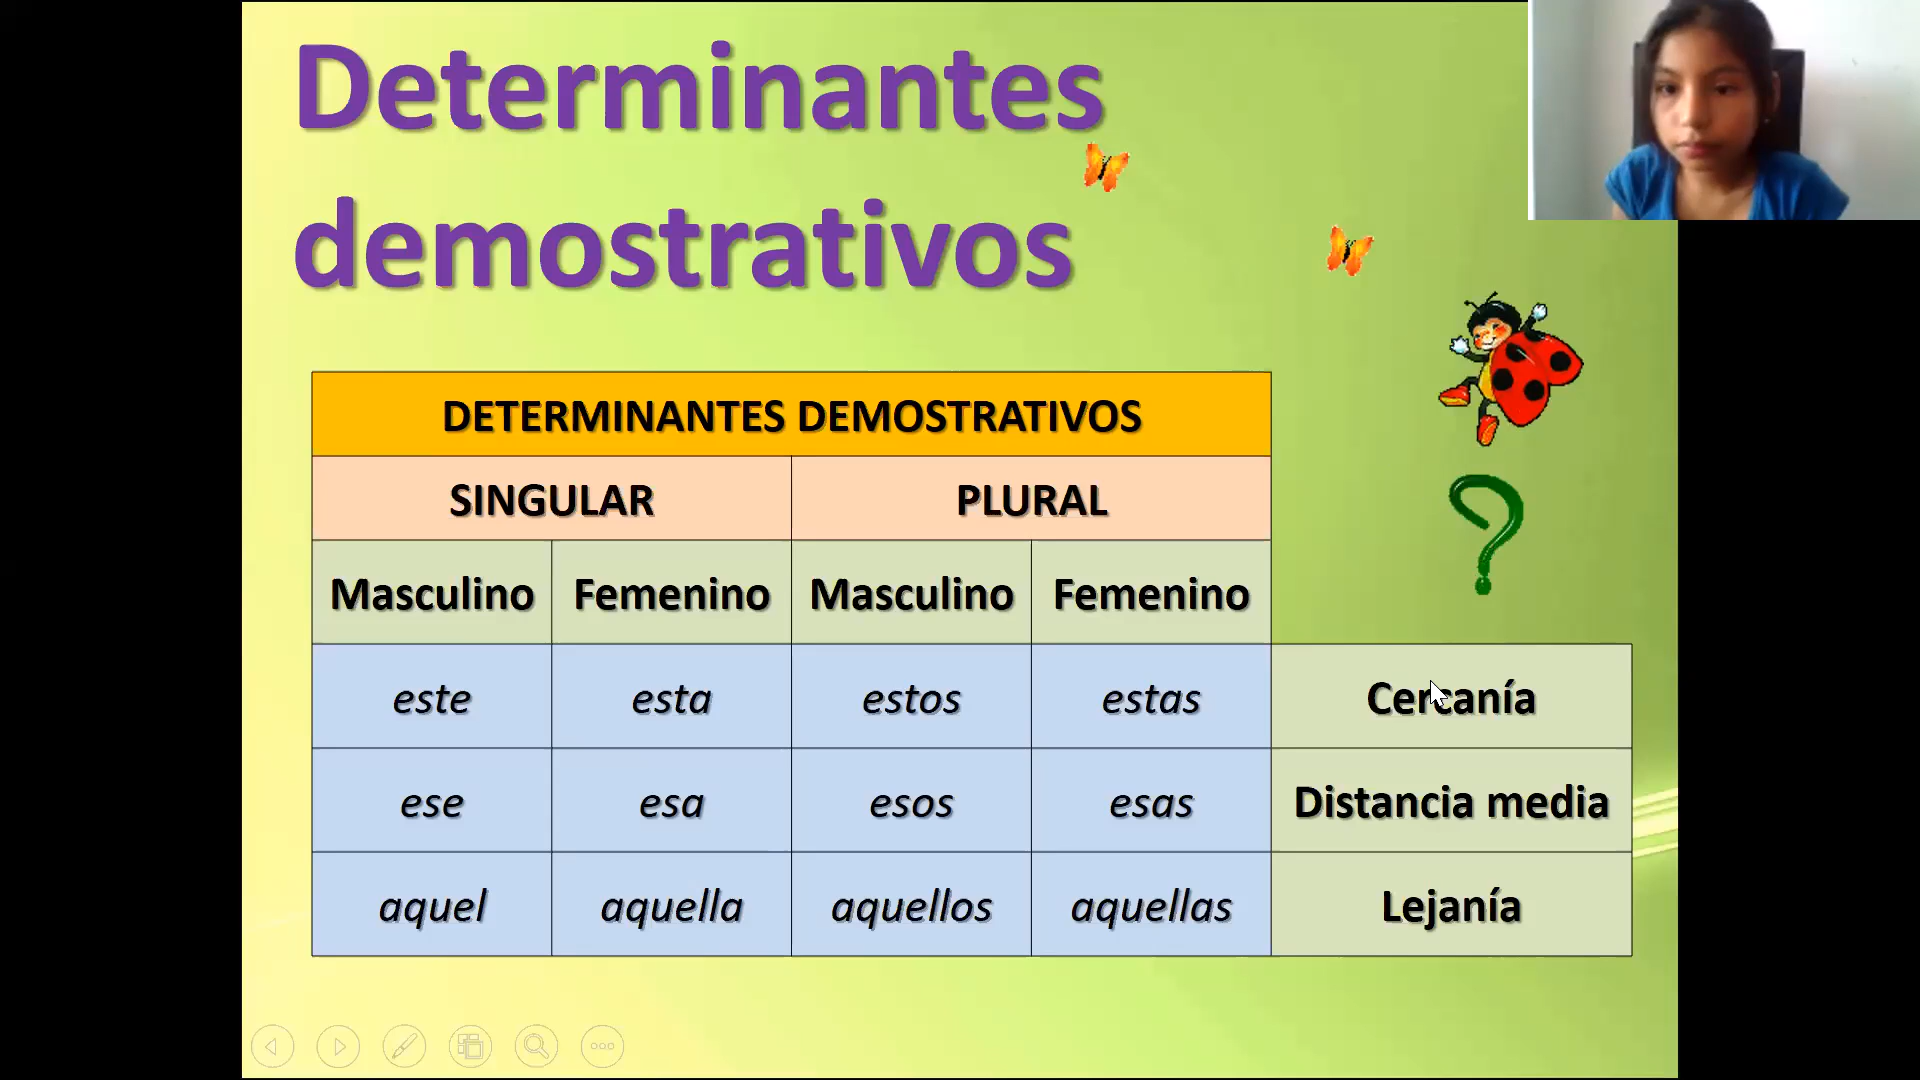 Determinantes
demostrativos
DETERMINANTES DEMOSTRATIVOS
SINGULAR PLURAL
Masculino Femenino Masculino Femenino
este esta estos estas Cercanía
ese esa esos esas Distancia media
aquel aquella aquellos aquellas Lejanía